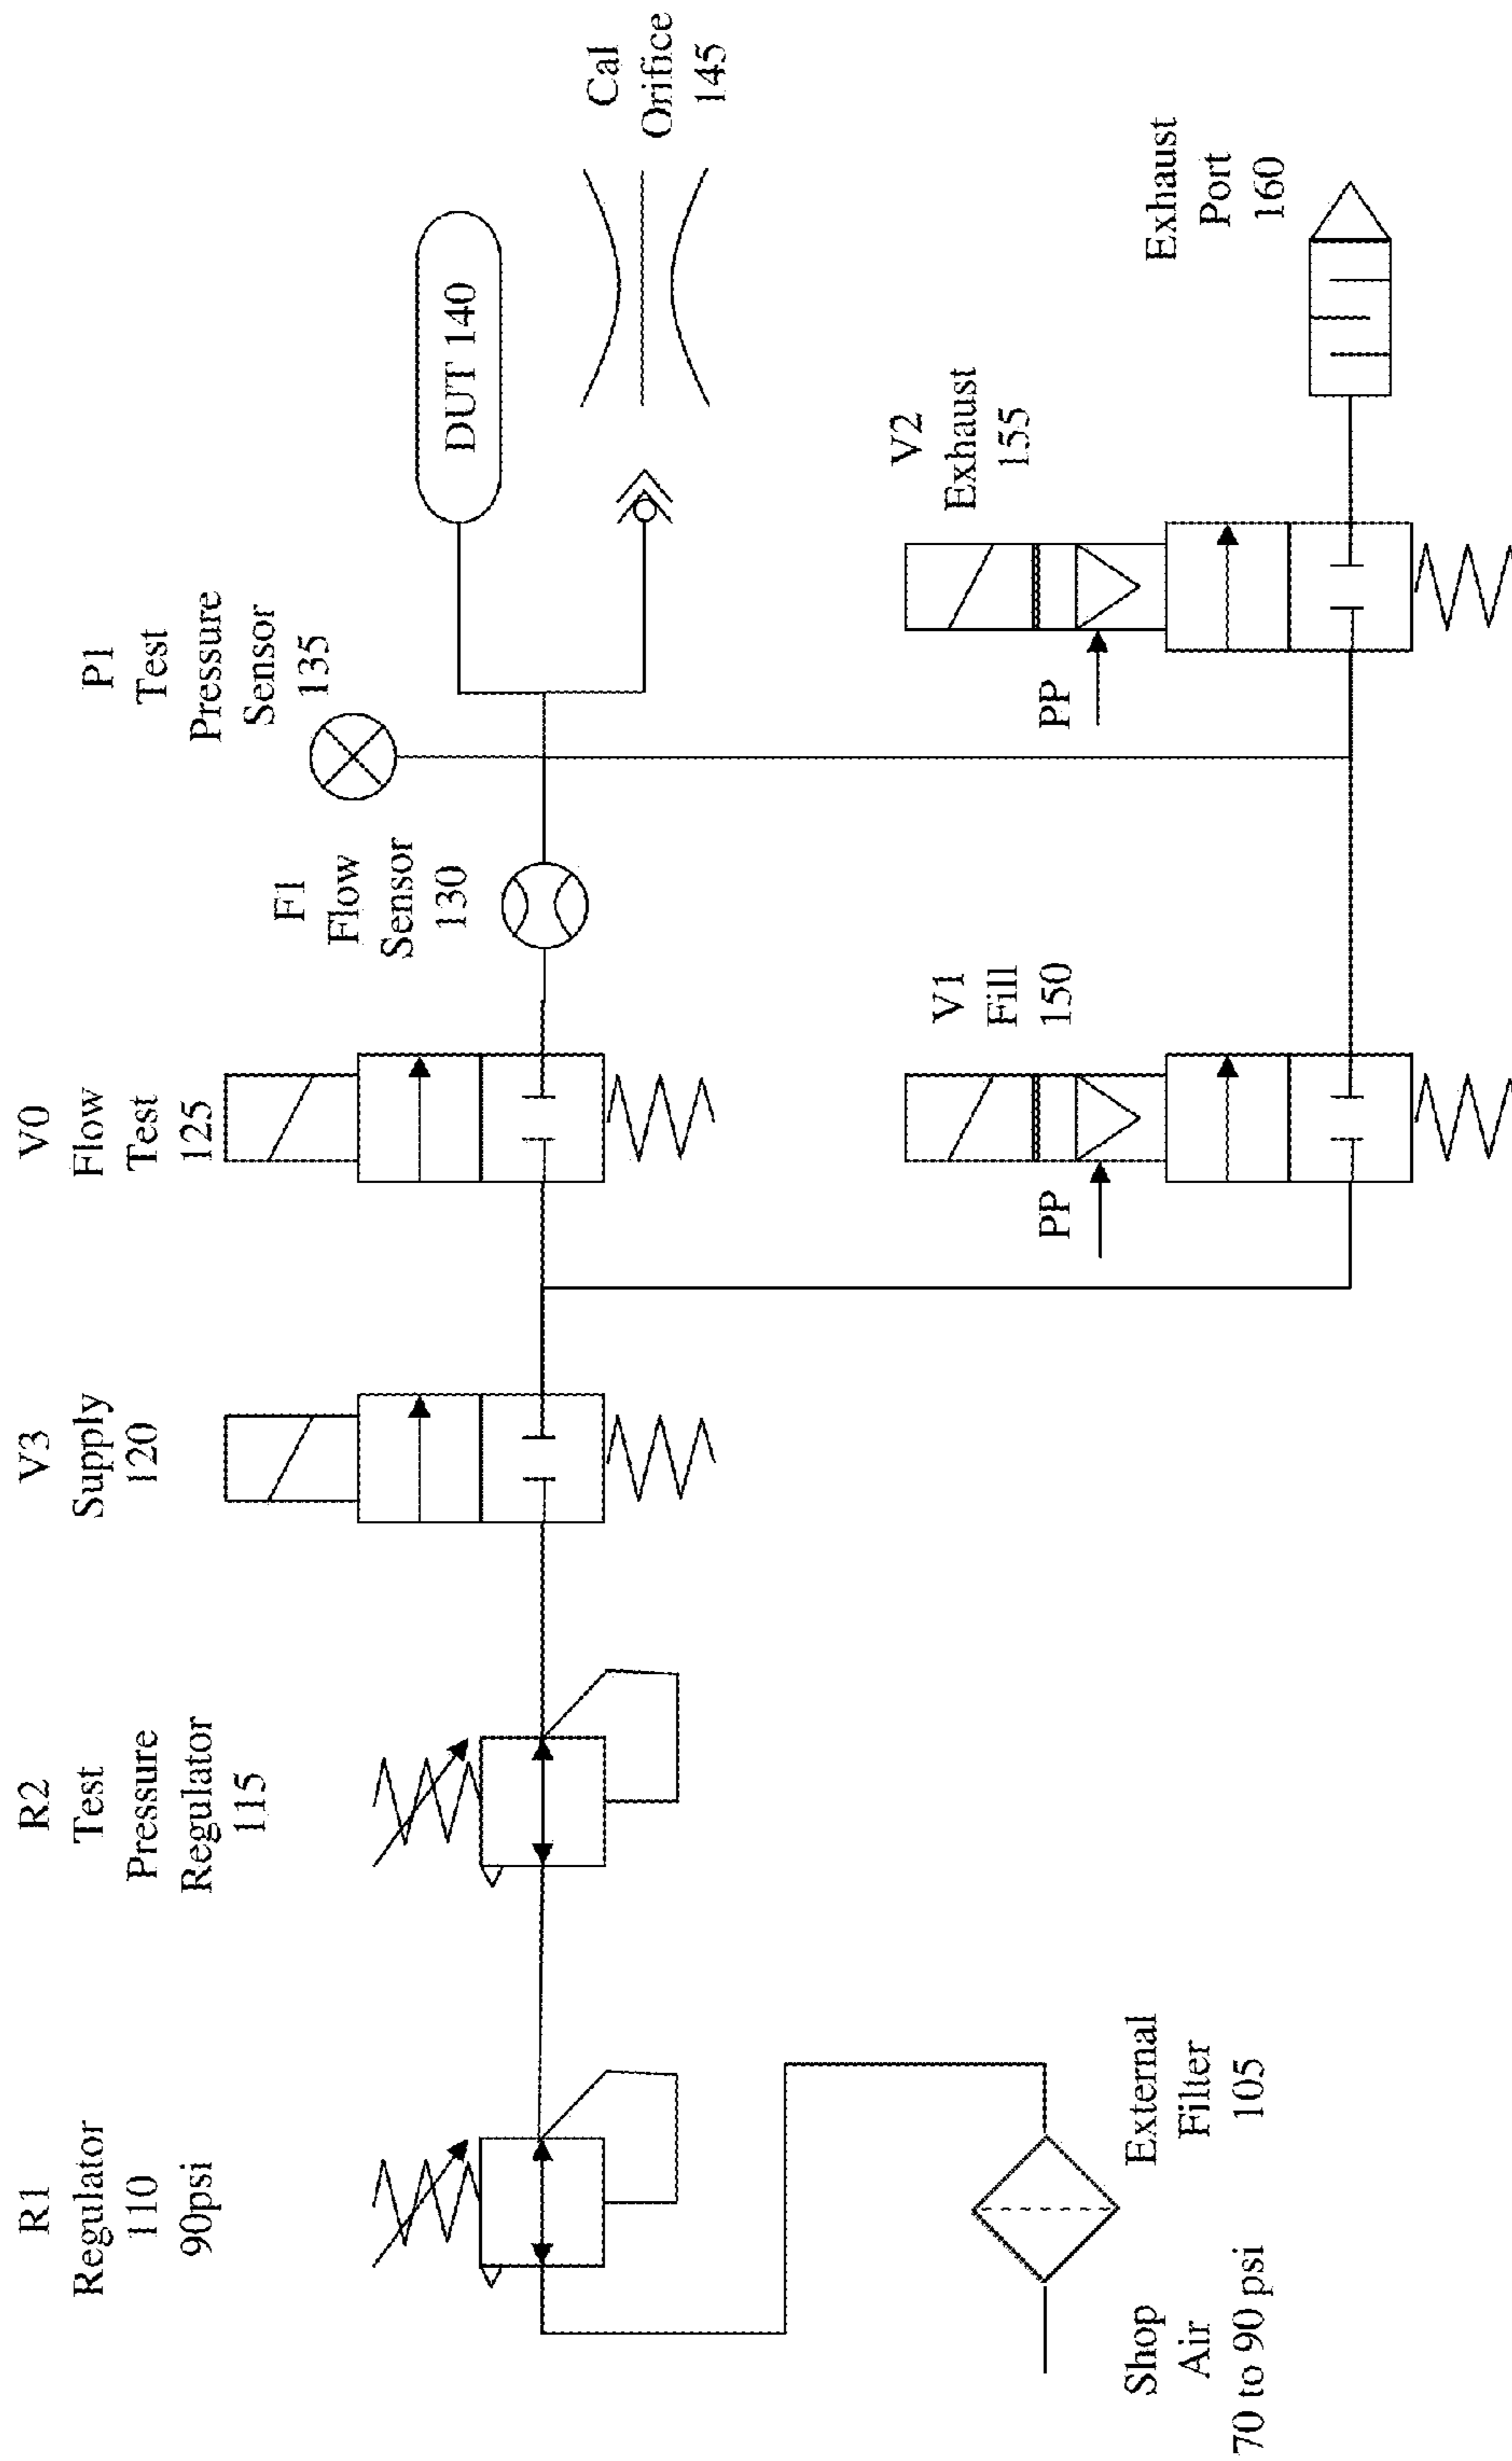 R1
Regulator
110
90psi
R2
Test
Pressure
Regulator
115
V3
Supply
120
V0
Flow
Test
125
F1
Flow
Sensor
130
P1
Test
Pressure
Sensor
135
DUT 140
Cal
Orifice
145
Shop
Air
70 to 90 psi
External
Filter
105
PP
V1
Fill
150
PP
V2
Exhaust
155
Exhaust
Port
160